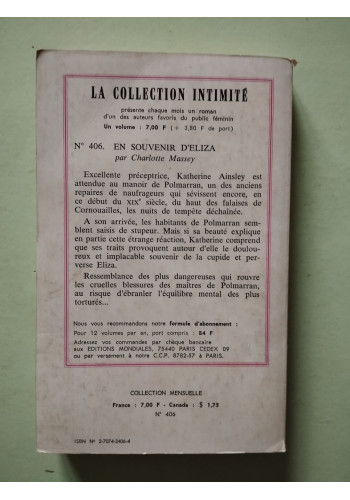 LA COLLECTION INTIMITÉ
présente chaque mois un roman
d'un des auteurs favoris du public féminin
Un volume : 7,00 F (+ 3,80 F de port)
N° 406. EN SOUVENIR D'ELIZA
par Charlotte Massey
Excellente préceptrice, Katherine Ainsley est
attendue au manoir de Polmarran, un des anciens
repaires de naufrageurs qui sévissent encore, en
ce début du XIXe siècle, du haut des falaises de
Cornouailles, les nuits de tempête déchaînée.
A son arrivée, les habitants de Polmarran sem-
blent saisis de stupeur. Mais si sa beauté explique
en partie cette étrange réaction, Katherine comprend
que ses traits provoquent autour d'elle le doulou-
reux et implacable souvenir de la cupide et per-
verse Eliza.
Ressemblance des plus dangereuses qui rouvre
les cruelles blessures des maîtres de Polmarran,
au risque d'ébranler l'équilibre mental des plus
torturés...
Nous vous recommandons notre formule d'abonnement :
Pour 12 volumes par an, port compris : 84 F
Adressez vos commandes par chèque bancaire
aux EDITIONS MONDIALES, 75440 PARIS CEDEX 09
ou par versement à notre C.C.P. 8782-57 à PARIS.
COLLECTION MENSUELLE
France : 7,00 F - Canada : $ 1,75
N° 406
ISBN N° 2-7074-2406-4